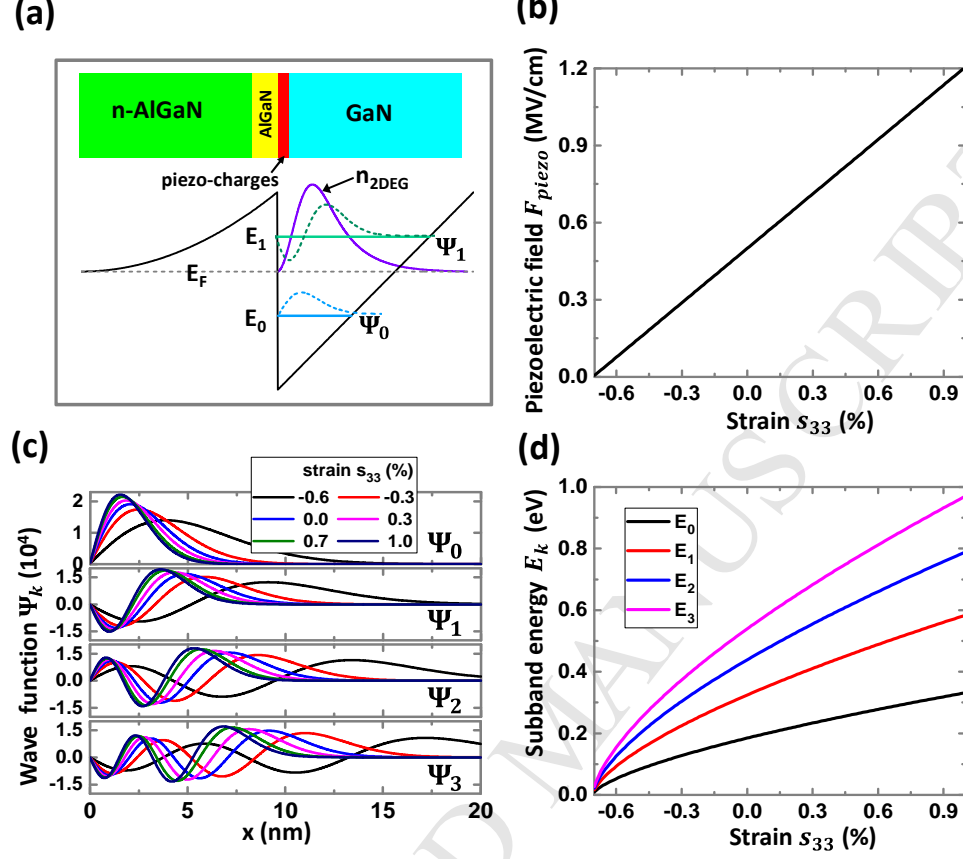 (a)
n-AlGaN
AlGaN
GaN
piezo-charges
n2DEG
E1
Ψ1
EF
E0
Ψ0
(b)
Piezoelectric field Fpiezo (MV/cm)
1.2
0.9
0.6
0.3
0.0
-0.6 -0.3 0.0 0.3 0.6 0.9
Strain s33 (%)
(c)
strain s33 (%)
-0.6 -0.3
0.0 0.3
0.7 1.0
Wave function Ψk (10^4)
2
1
0
Ψ0
1.5
0.0
-1.5
Ψ1
1.5
0.0
-1.5
Ψ2
1.5
0.0
-1.5
Ψ3
0 5 10 15 20
x (nm)
(d)
Subband energy Ek (eV)
1.0
0.8
0.6
0.4
0.2
0.0
E0
E1
E2
E3
-0.6 -0.3 0.0 0.3 0.6 0.9
Strain s33 (%)
D MANUSCRIPT